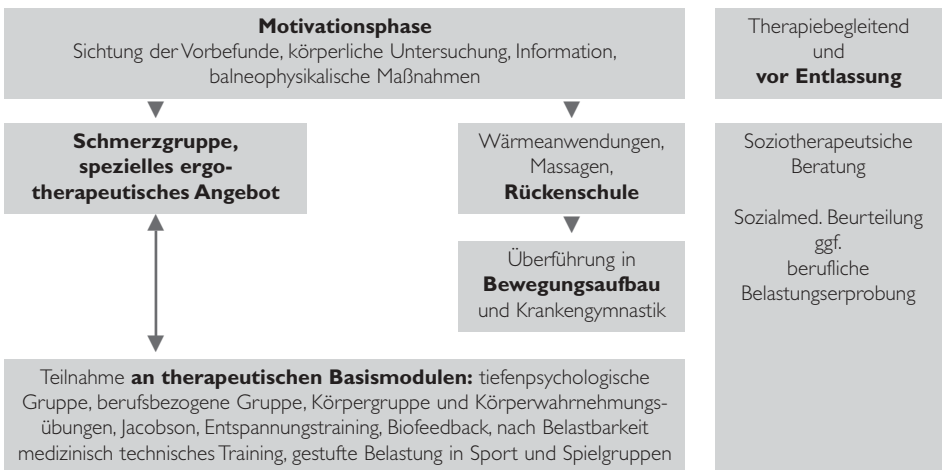 Motivationsphase
Sichtung der Vorbefunde, körperliche Untersuchung, Information,
balneophysikalische Maßnahmen
Therapiebegleitend
und
vor Entlassung
Schmerzgruppe,
spezielles ergo-
therapeutisches Angebot
Wärmeanwendungen,
Massagen,
Rückenschule
Überführung in
Bewegungsaufbau
und Krankengymnastik
Soziotherapeutsiche
Beratung
Sozialmed. Beurteilung
ggf.
berufliche
Belastungserprobung
Teilnahme an therapeutischen Basismodulen: tiefenpsychologische
Gruppe, berufsbezogene Gruppe, Körpergruppe und Körperwahrnehmungs-
übungen, Jacobson, Entspannungstraining, Biofeedback, nach Belastbarkeit
medizinisch technisches Training, gestufte Belastung in Sport und Spielgruppen